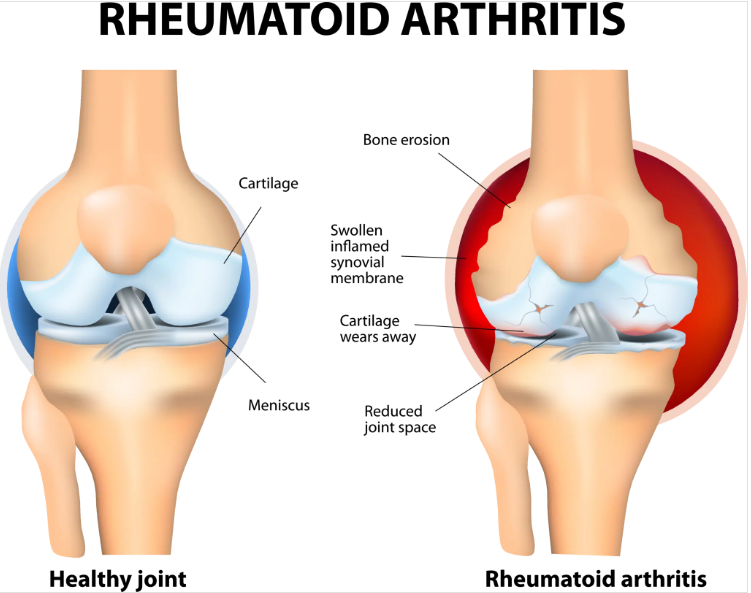 RHEUMATOID ARTHRITIS
Cartilage
Meniscus
Healthy joint
Bone erosion
Swollen
inflamed
synovial
membrane
Cartilage
wears away
Reduced
joint space
Rheumatoid arthritis